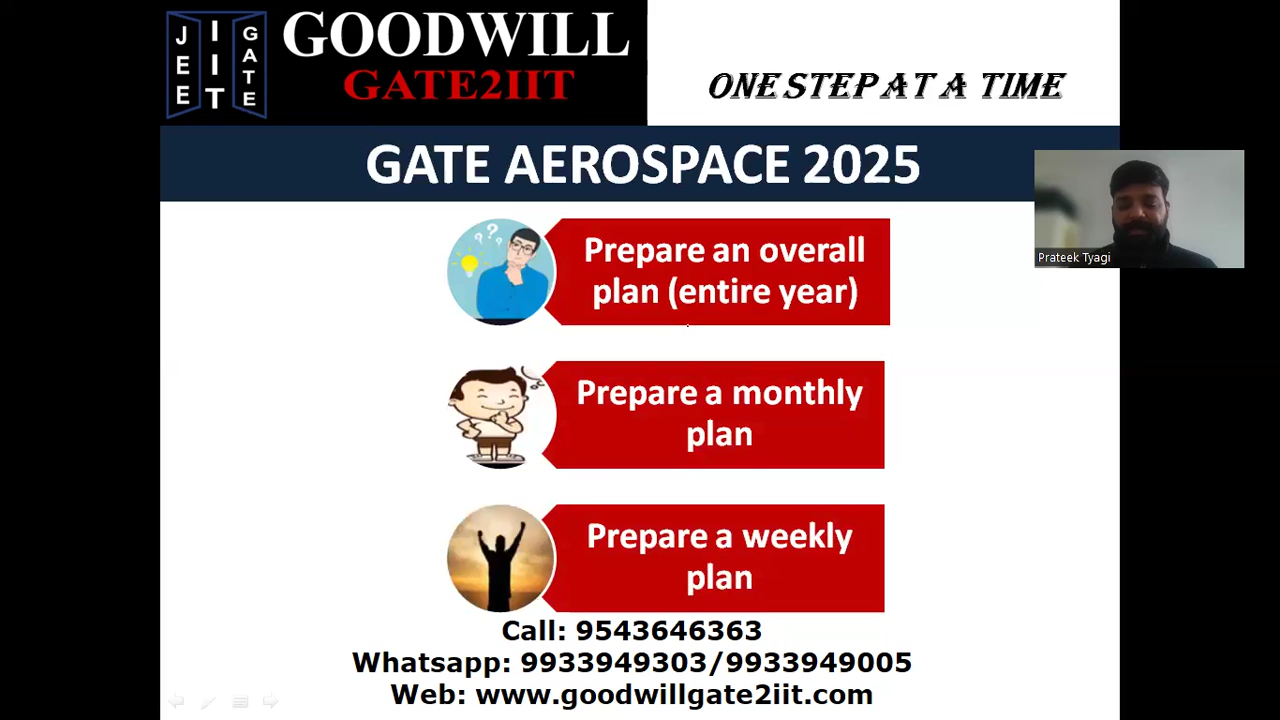 JEE
IIT
GATE
GOODWILL
GATE2IIT
ONE STEP AT A TIME
GATE AEROSPACE 2025
Prepare an overall
plan (entire year)
Prateek Tyagi
Prepare a monthly
plan
Prepare a weekly
plan
Call: 9543646363
Whatsapp: 9933949303/9933949005
Web: www.goodwillgate2iit.com